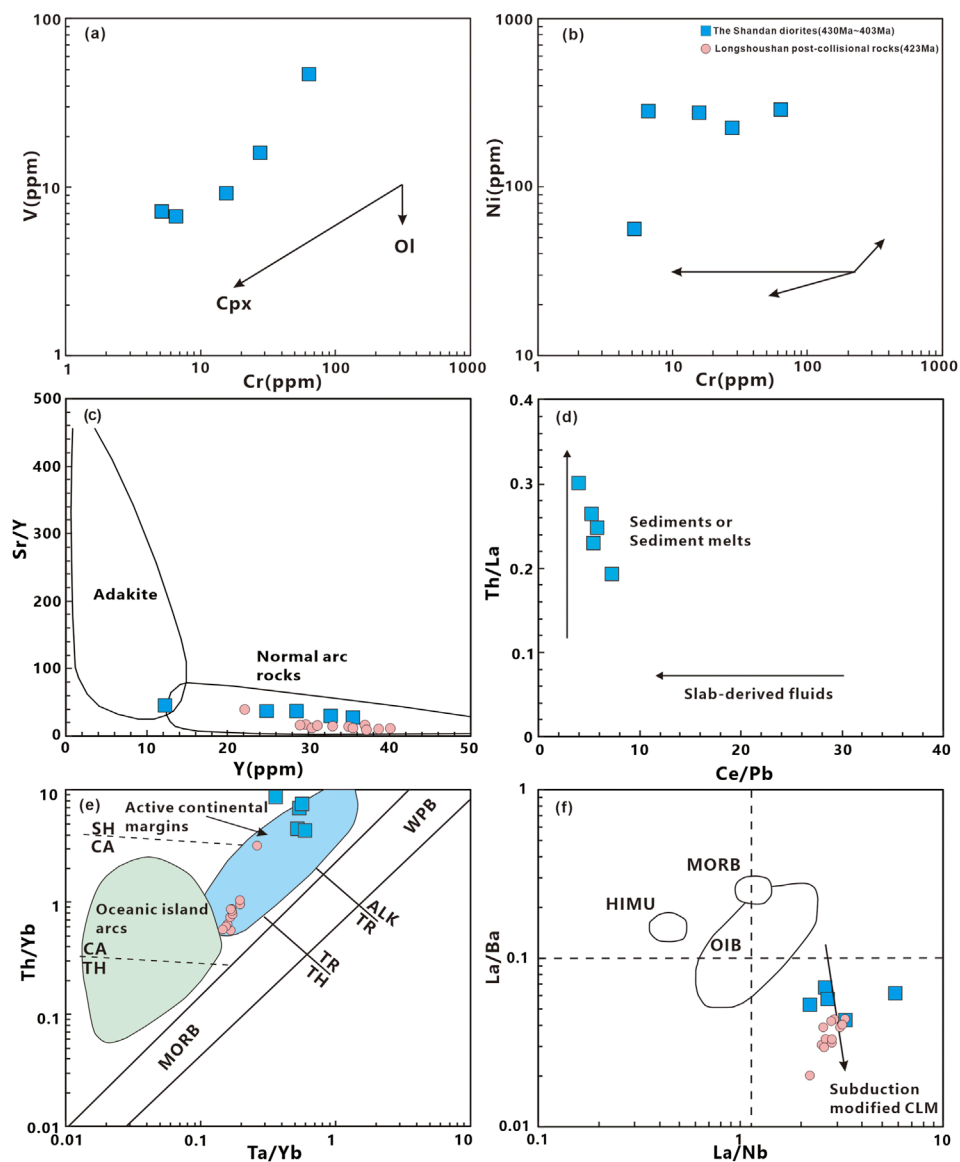 (a)
100
10
1
V(ppm)
Ol
Cpx
1
10
100
1000
Cr(ppm)
(b)
The Shandan diorites(430Ma~403Ma)
Longshoushan post-collisional rocks(423Ma)
1000
100
10
Ni(ppm)
1
10
100
1000
Cr(ppm)
(c)
500
400
300
200
100
0
Sr/Y
Adakite
Normal arc
rocks
0
10
20
30
40
50
Y(ppm)
(d)
0.4
0.3
0.2
0.1
0
Th/La
Sediments or
Sediment melts
Slab-derived fluids
0
10
20
30
40
Ce/Pb
(e)
10
1
0.1
0.01
Th/Yb
Active continental
margins
SH
CA
WPB
Oceanic island
arcs
ALK
TR
CA
TH
TR
TH
MORB
0.01
0.1
1
10
Ta/Yb
(f)
1
0.1
0.01
La/Ba
MORB
HIMU
OIB
Subduction
modified CLM
0.1
1
10
La/Nb